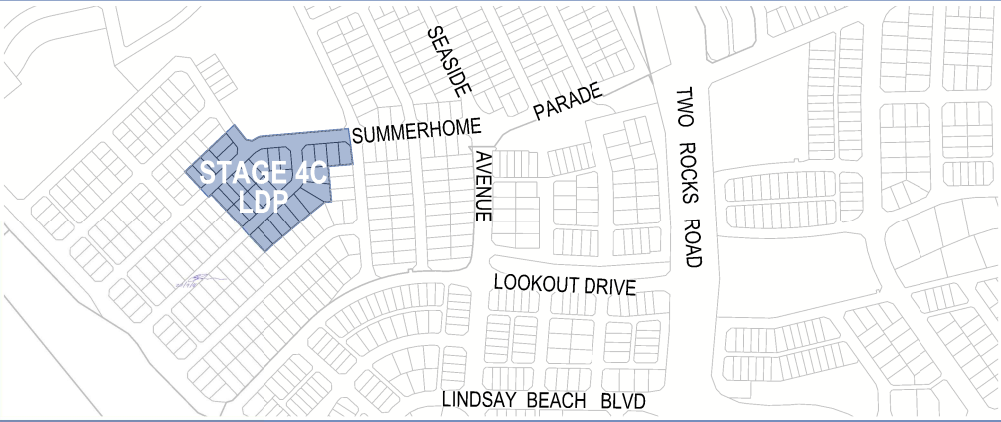 SEASIDE
PARADE
SUMMERHOME
TWO ROCKS ROAD
AVENUE
STAGE 4C
LDP
LOOKOUT DRIVE
LINDSAY BEACH BLVD